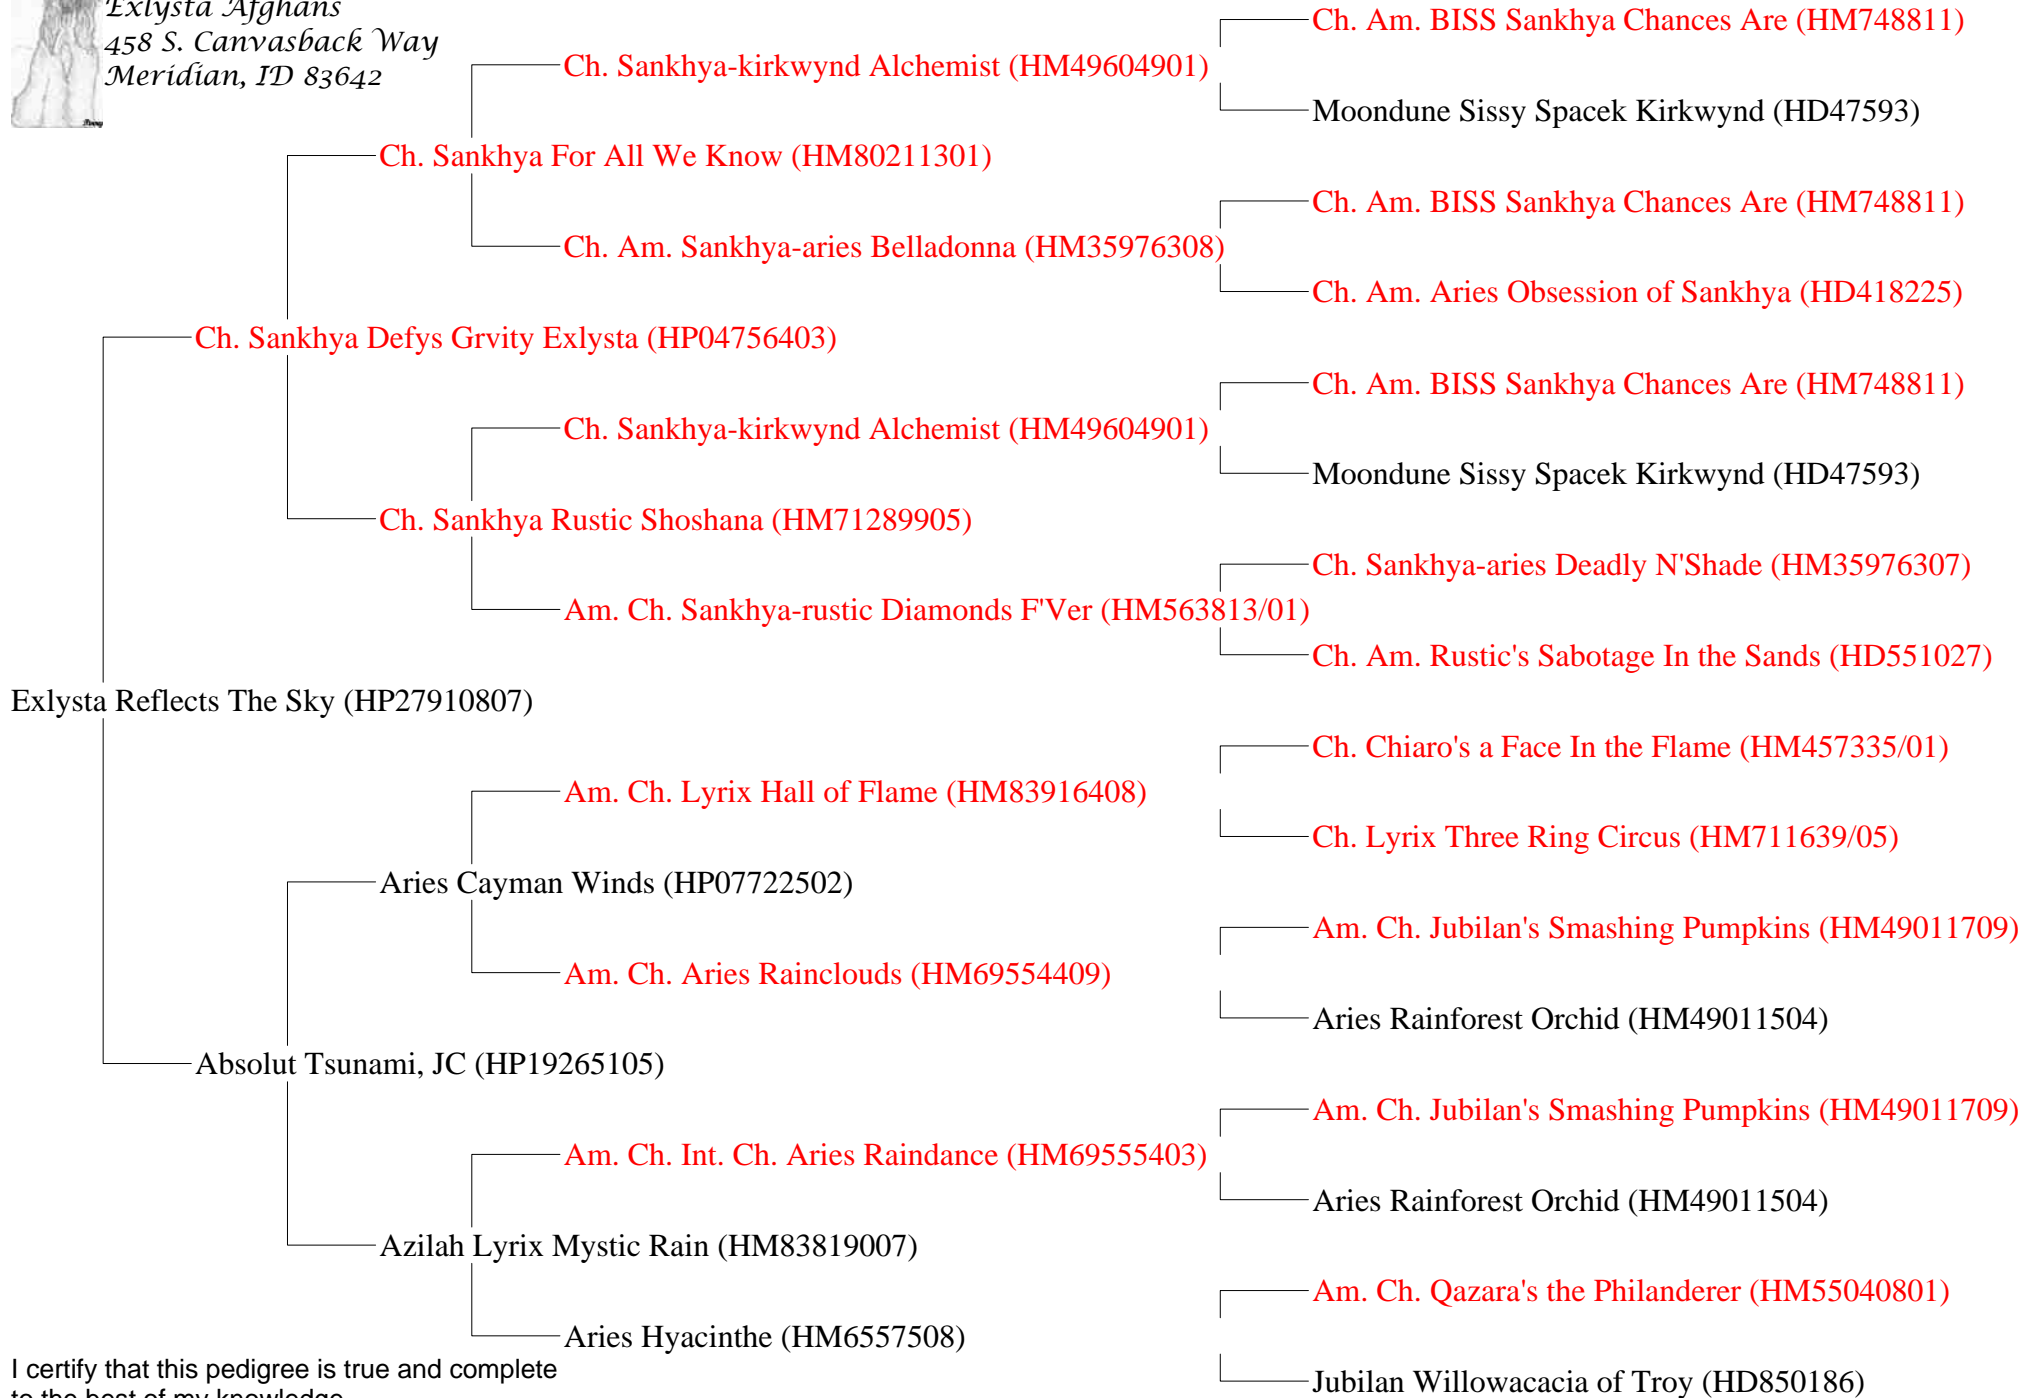 Exlysta Afghans
458 S. Canvasback Way
Meridian, ID 83642
Ch. Am. BISS Sankhya Chances Are (HM748811)
Ch. Sankhya-kirkwynd Alchemist (HM49604901)
Moondune Sissy Spacek Kirkwynd (HD47593)
Ch. Sankhya For All We Know (HM80211301)
Ch. Am. BISS Sankhya Chances Are (HM748811)
Ch. Am. Sankhya-aries Belladonna (HM35976308)
Ch. Am. Aries Obsession of Sankhya (HD418225)
Ch. Sankhya Defys Grvity Exlysta (HP04756403)
Ch. Am. BISS Sankhya Chances Are (HM748811)
Ch. Sankhya-kirkwynd Alchemist (HM49604901)
Moondune Sissy Spacek Kirkwynd (HD47593)
Ch. Sankhya Rustic Shoshana (HM71289905)
Ch. Sankhya-aries Deadly N'Shade (HM35976307)
Am. Ch. Sankhya-rustic Diamonds F'Ver (HM563813/01)
Ch. Am. Rustic's Sabotage In the Sands (HD551027)
Exlysta Reflects The Sky (HP27910807)
Ch. Chiaro's a Face In the Flame (HM457335/01)
Am. Ch. Lyrix Hall of Flame (HM83916408)
Ch. Lyrix Three Ring Circus (HM711639/05)
Aries Cayman Winds (HP07722502)
Am. Ch. Jubilan's Smashing Pumpkins (HM49011709)
Am. Ch. Aries Rainclouds (HM69554409)
Aries Rainforest Orchid (HM49011504)
Absolut Tsunami, JC (HP19265105)
Am. Ch. Jubilan's Smashing Pumpkins (HM49011709)
Am. Ch. Int. Ch. Aries Raindance (HM69555403)
Aries Rainforest Orchid (HM49011504)
Azilah Lyrix Mystic Rain (HM83819007)
Am. Ch. Qazara's the Philanderer (HM55040801)
Aries Hyacinthe (HM6557508)
Jubilan Willowacacia of Troy (HD850186)
I certify that this pedigree is true and complete
to the best of my knowledge